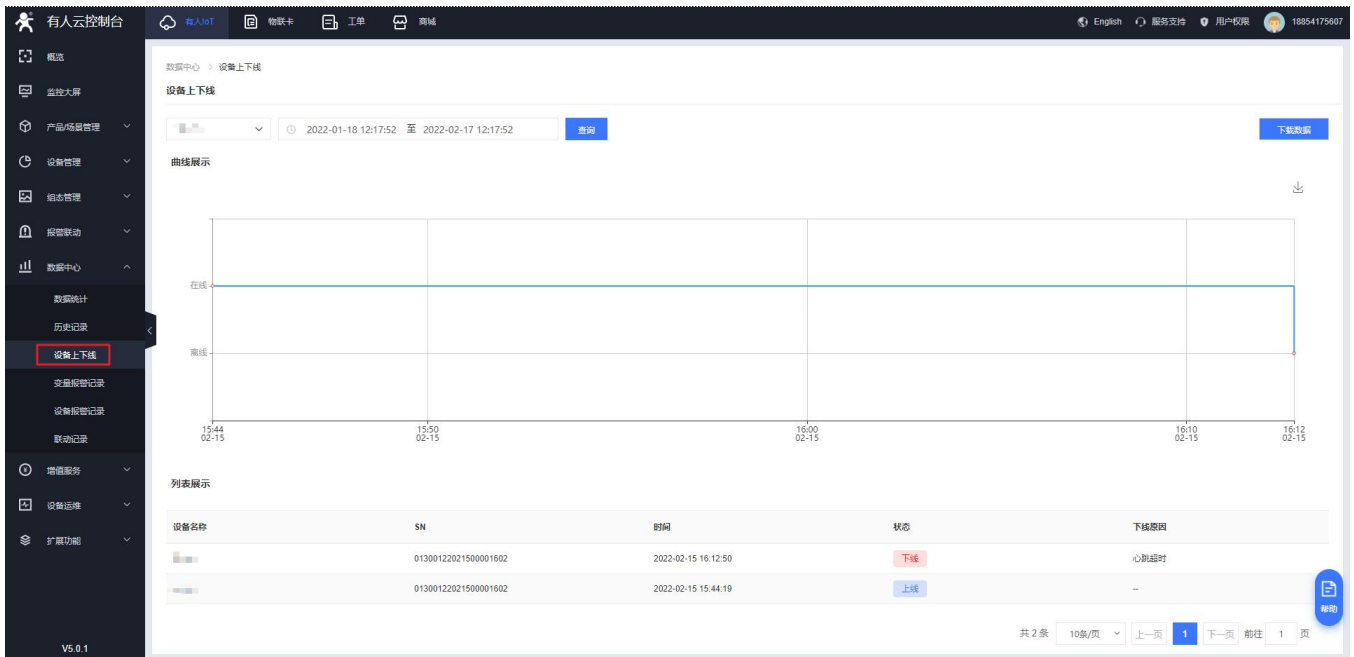 有人云控制台 有人IoT 物联卡 工单 商城 English 服务支持 用户权限 18854175607
概览
监控大屏
产品/场景管理
设备管理
组态管理
报警联动
数据中心
数据统计
历史记录
设备上下线
变量报警记录
设备报警记录
联动记录
增值服务
设备运维
扩展功能
V5.0.1
数据中心 > 设备上下线
设备上下线
2022-01-18 12:17:52 至 2022-02-17 12:17:52 查询 下载数据
曲线展示
在线
离线
15:44 15:50 16:00 16:10 16:12
02-15 02-15 02-15 02-15 02-15
列表展示
设备名称 SN 时间 状态 下线原因
01300122021500001602 2022-02-15 16:12:50 下线 心跳超时
01300122021500001602 2022-02-15 15:44:19 上线 --
帮助
共 2 条 10条/页 上一页 1 下一页 前往 1 页